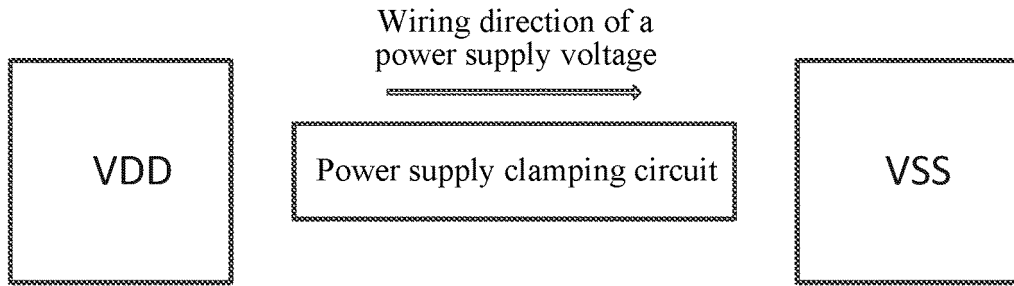 Wiring direction of a
power supply voltage
VDD
Power supply clamping circuit
VSS